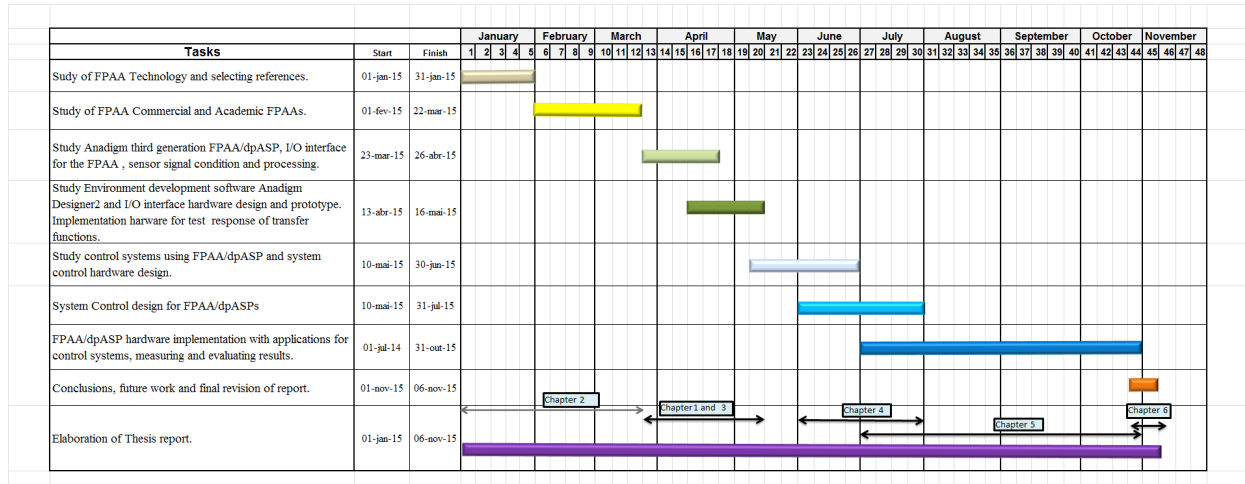 January February March April May June July August September October November
Tasks Start Finish 1 2 3 4 5 6 7 8 9 10 11 12 13 14 15 16 17 18 19 20 21 22 23 24 25 26 27 28 29 30 31 32 33 34 35 36 37 38 39 40 41 42 43 44 45 46 47 48
Sudy of FPAA Technology and selecting references. 01-jan-15 31-jan-15
Study of FPAA Commercial and Academic FPAAs. 01-fev-15 22-mar-15
Study Anadigm third generation FPAA/dpASP, I/O interface
for the FPAA , sensor signal condition and processing. 23-mar-15 26-abr-15
Study Environment development software Anadigm
Designer2 and I/O interface hardware design and prototype.
Implementation harware for test response of transfer
functions. 13-abr-15 16-mai-15
Study control systems using FPAA/dpASP and system
control hardware design. 10-mai-15 30-jun-15
System Control design for FPAA/dpASPs 10-mai-15 31-jul-15
FPAA/dpASP hardware implementation with applications for
control systems, measuring and evaluating results. 01-jul-14 31-out-15
Conclusions, future work and final revision of report. 01-nov-15 06-nov-15
Chapter 2
Chapter1 and 3
Chapter 4
Chapter 6
Chapter 5
Elaboration of Thesis report. 01-jan-15 06-nov-15